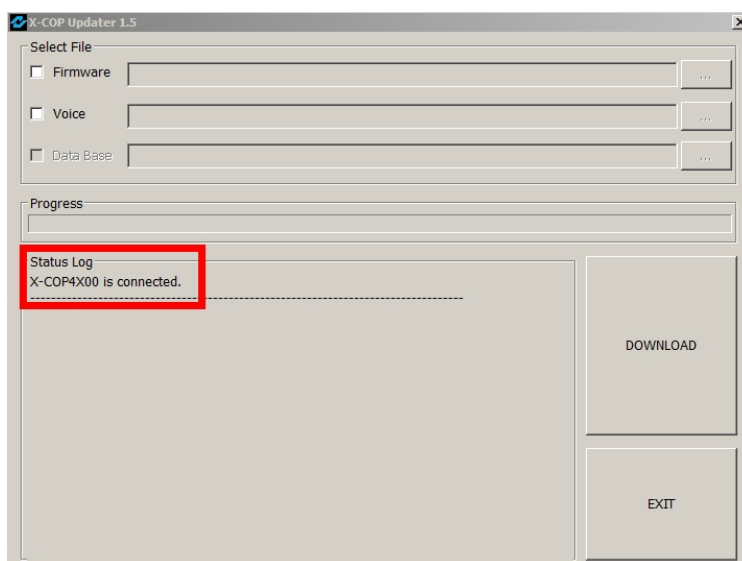 X-COP Updater 1.5
Select File
Firmware
...
Voice
...
Data Base
...
Progress
Status Log
X-COP4X00 is connected.
--------------------------------------------------------------------------------
DOWNLOAD
EXIT